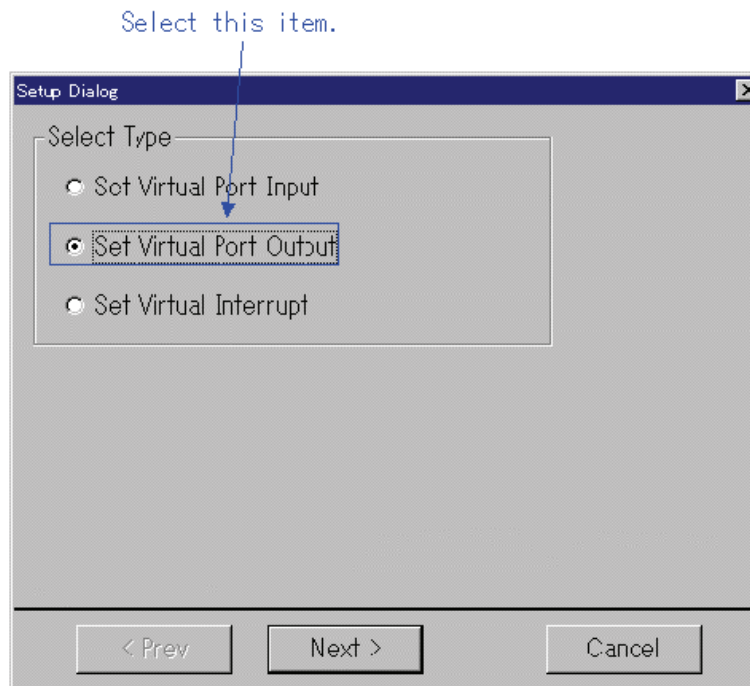 Select this item.
Setup Dialog
Select Type
Set Virtual Port Input
Set Virtual Port Output
Set Virtual Interrupt
< Prev
Next >
Cancel